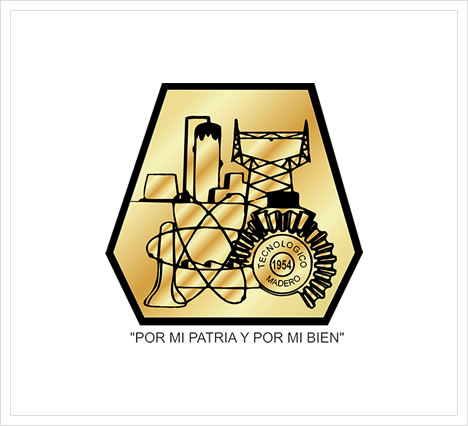 TECNOLOGICO
1954
MADERO
"POR MI PATRIA Y POR MI BIEN"